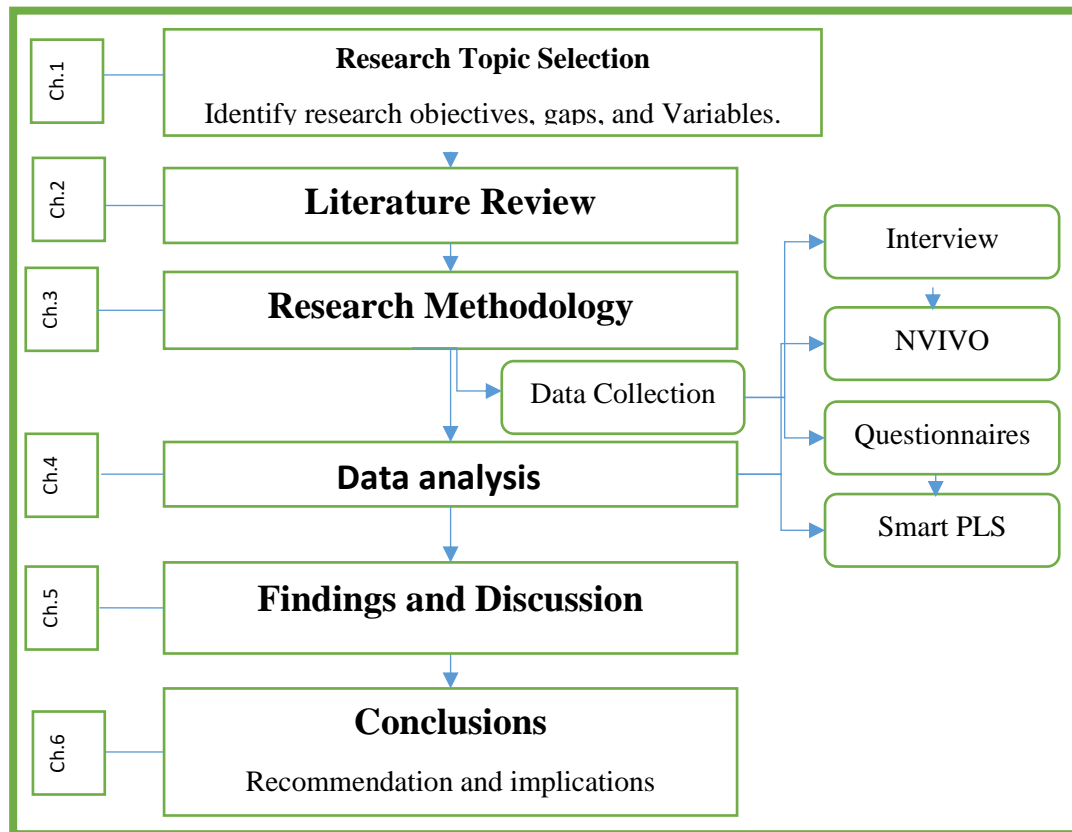 Ch.1
Research Topic Selection
Identify research objectives, gaps, and Variables.
Ch.2
Literature Review
Ch.3
Research Methodology
Data Collection
Interview
NVIVO
Questionnaires
Smart PLS
Ch.4
Data analysis
Ch.5
Findings and Discussion
Ch.6
Conclusions
Recommendation and implications